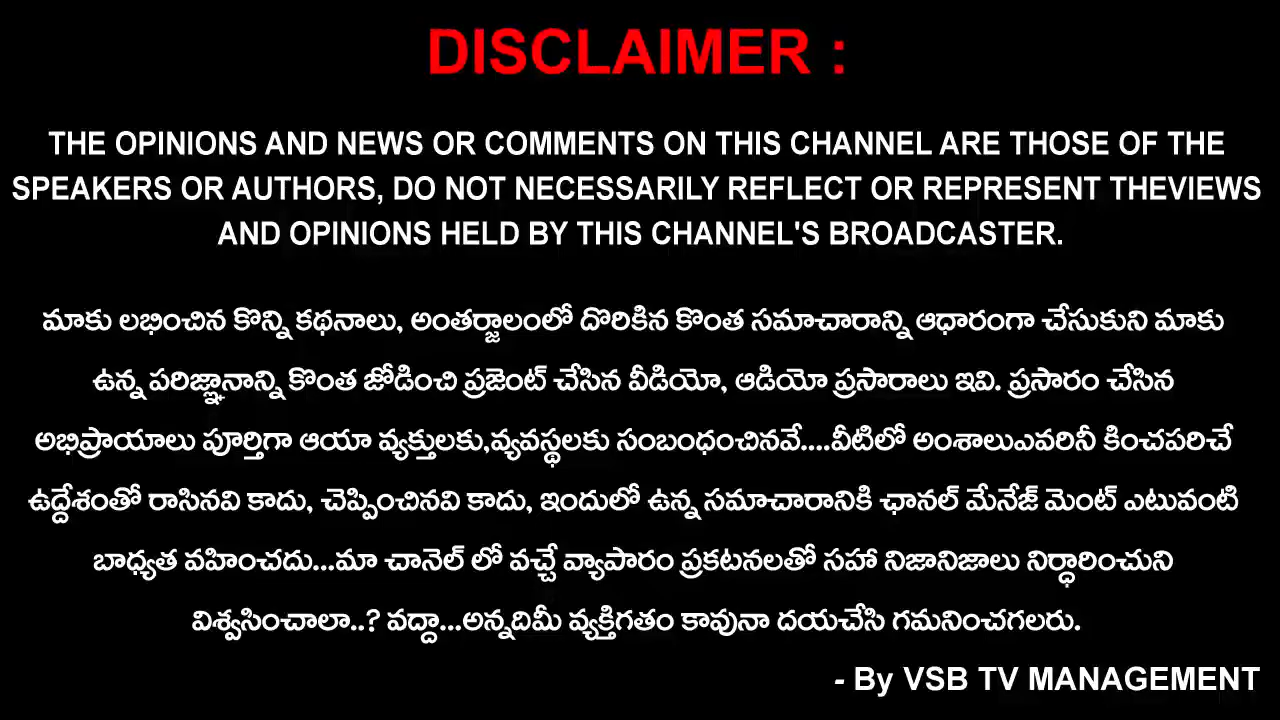 DISCLAIMER :
THE OPINIONS AND NEWS OR COMMENTS ON THIS CHANNEL ARE THOSE OF THE
SPEAKERS OR AUTHORS, DO NOT NECESSARILY REFLECT OR REPRESENT THEVIEWS
AND OPINIONS HELD BY THIS CHANNEL'S BROADCASTER.
మాకు లభించిన కొన్ని కథనాలు, అంతర్జాలంలో దొరికిన కొంత సమాచారాన్ని ఆధారంగా చేసుకుని మాకు
ఉన్న పరిజ్ఞానాన్ని కొంత జోడించి ప్రజెంట్ చేసిన వీడియో, ఆడియో ప్రసారాలు ఇవి. ప్రసారం చేసిన
అభిప్రాయాలు పూర్తిగా ఆయా వ్యక్తులకు,వ్యవస్థలకు సంబంధంచినవే....వీటిలో అంశాలుఎవరినీ కించపరిచే
ఉద్దేశంతో రాసినవి కాదు, చెప్పించినవి కాదు, ఇందులో ఉన్న సమాచారానికి ఛానల్ మేనేజ్ మెంట్ ఎటువంటి
బాధ్యత వహించదు...మా చానెల్ లో వచ్చే వ్యాపారం ప్రకటనలతో సహా నిజానిజాలు నిర్ధారించుని
విశ్వసించాలా..? వద్దా...అన్నదిమీ వ్యక్తిగతం కావునా దయచేసి గమనించగలరు.
- By VSB TV MANAGEMENT